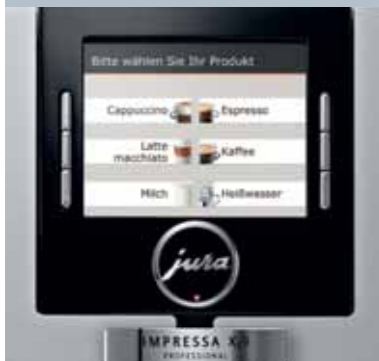 Bitte wählen Sie Ihr Produkt
Cappuccino Espresso
Latte Kaffee
macchiato
Milch Heißwasser
jura
IMPRESSA
PROFESSIONAL